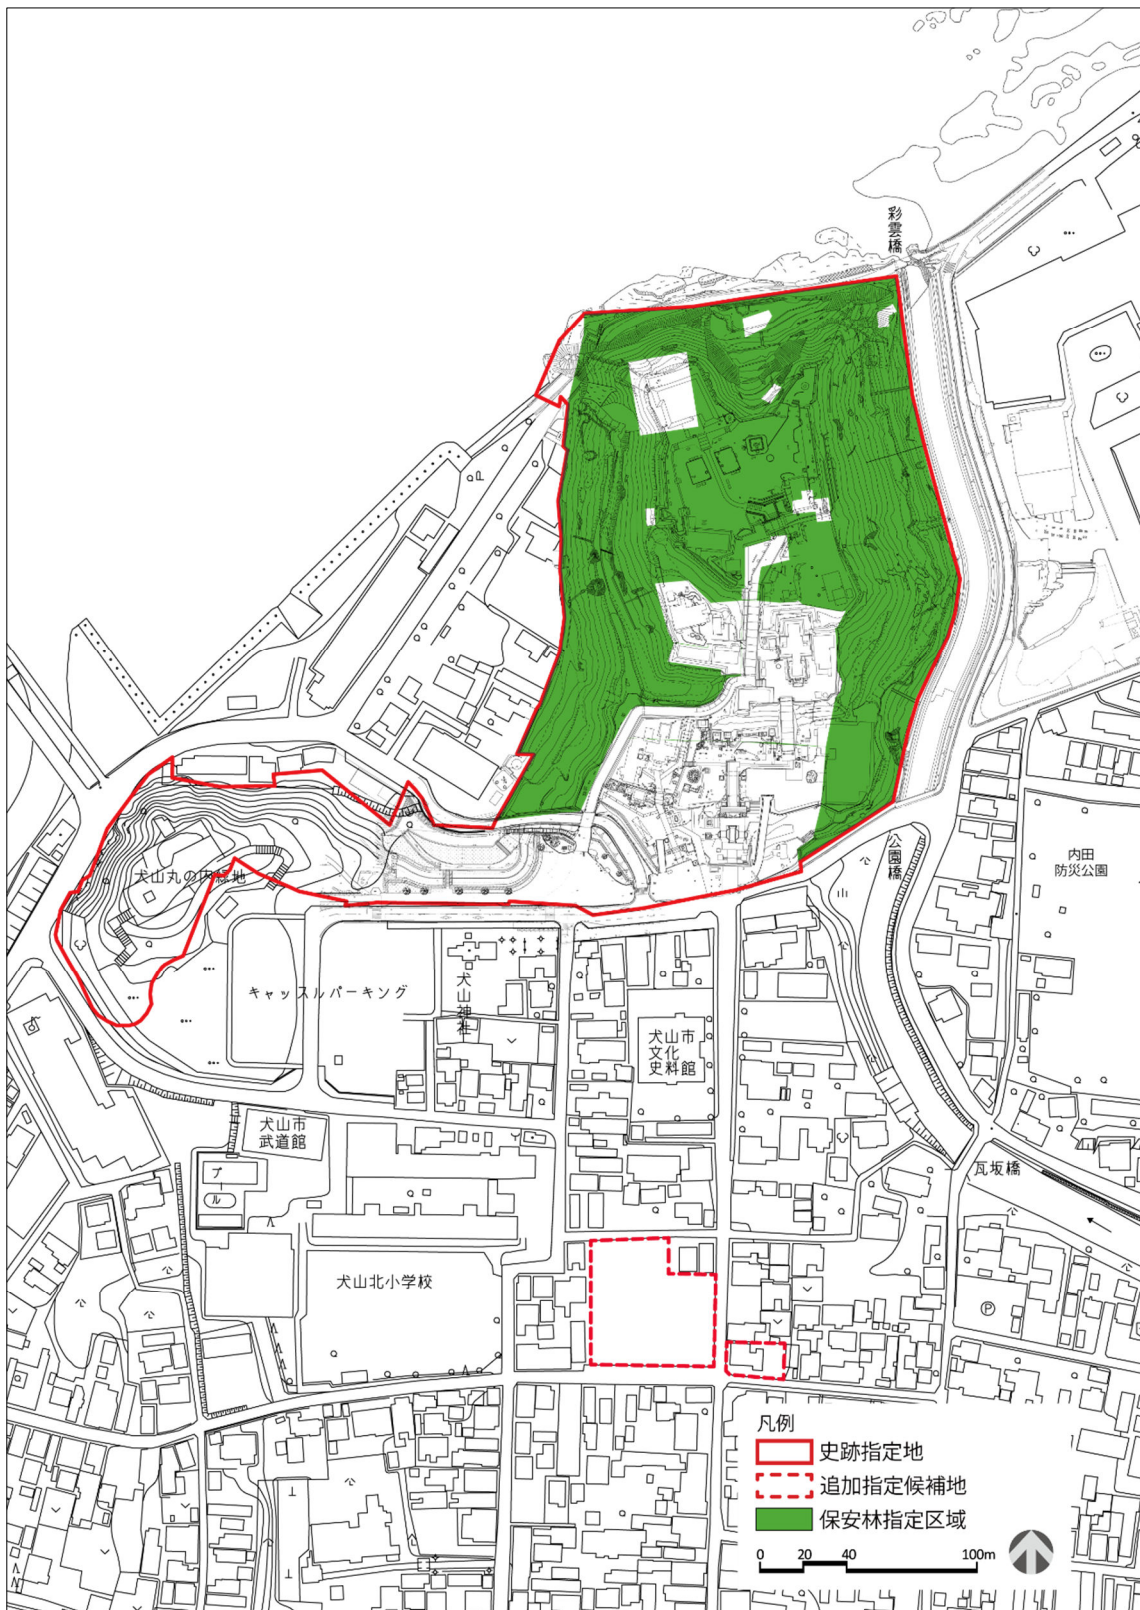 彩雲橋
犬山丸の内緑地
公園橋
内田
防災公園
キャッスルパーキング
犬山神社
犬山市
文化
史料館
犬山市
武道館
プール
瓦坂橋
犬山北小学校
P
凡例
史跡指定地
追加指定候補地
保安林指定区域
0 20 40 100m